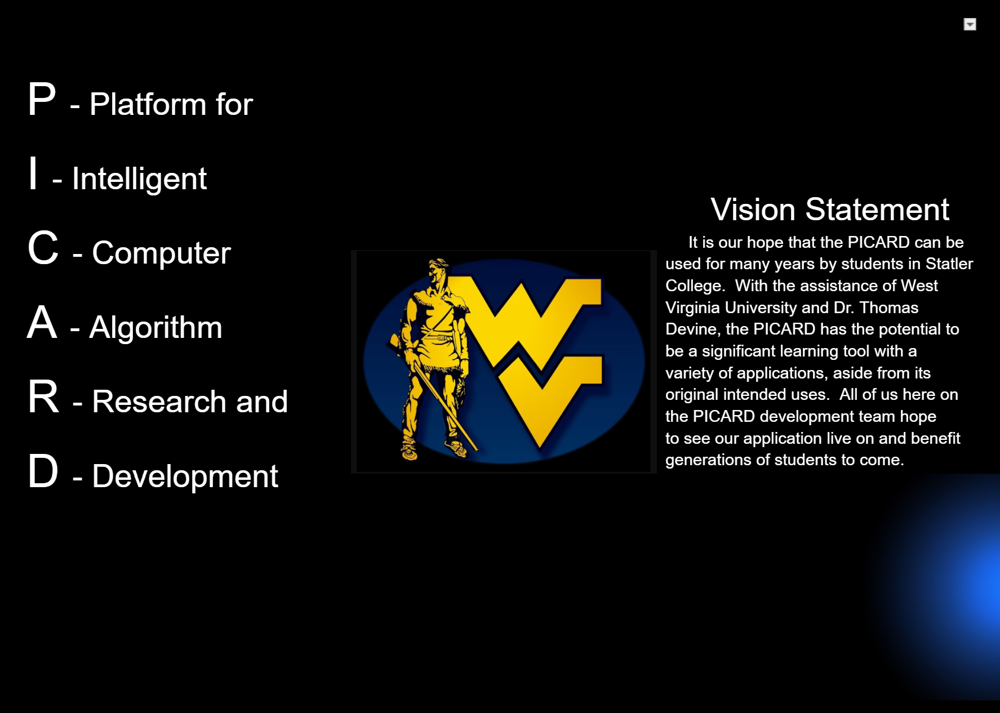 P - Platform for
I - Intelligent
C - Computer
A - Algorithm
R - Research and
D - Development
WV
Vision Statement
It is our hope that the PICARD can be
used for many years by students in Statler
College.  With the assistance of West
Virginia University and Dr. Thomas
Devine, the PICARD has the potential to
be a significant learning tool with a
variety of applications, aside from its
original intended uses.  All of us here on
the PICARD development team hope
to see our application live on and benefit
generations of students to come.